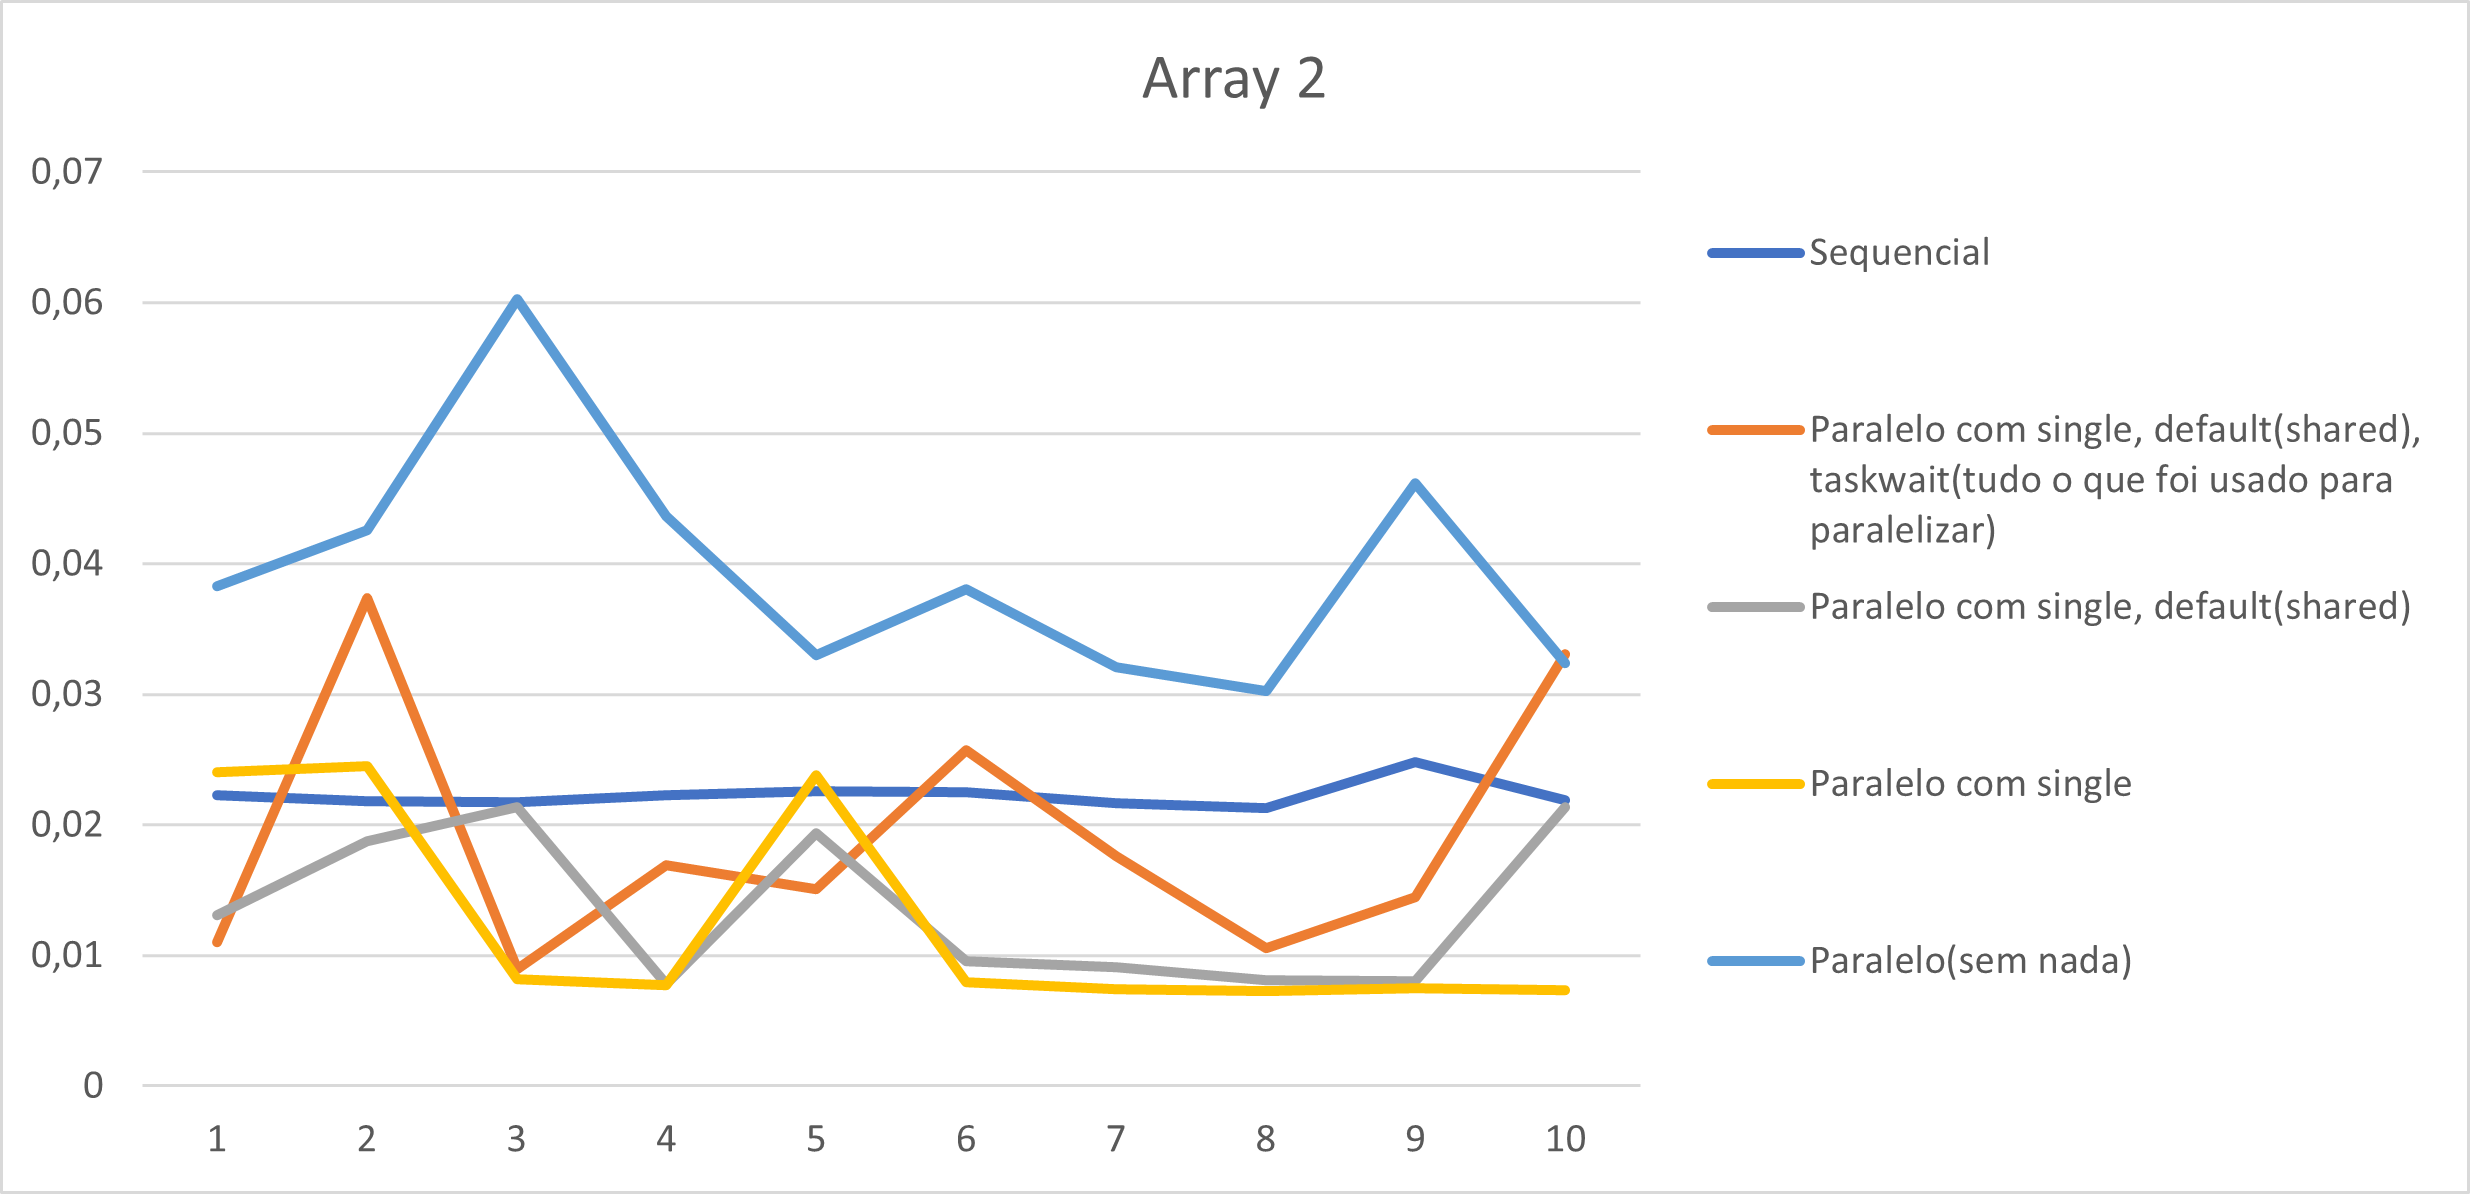 Array 2
0,07
0,06
0,05
0,04
0,03
0,02
0,01
0
1 2 3 4 5 6 7 8 9 10
Sequencial
Paralelo com single, default(shared),
taskwait(tudo o que foi usado para
paralelizar)
Paralelo com single, default(shared)
Paralelo com single
Paralelo(sem nada)